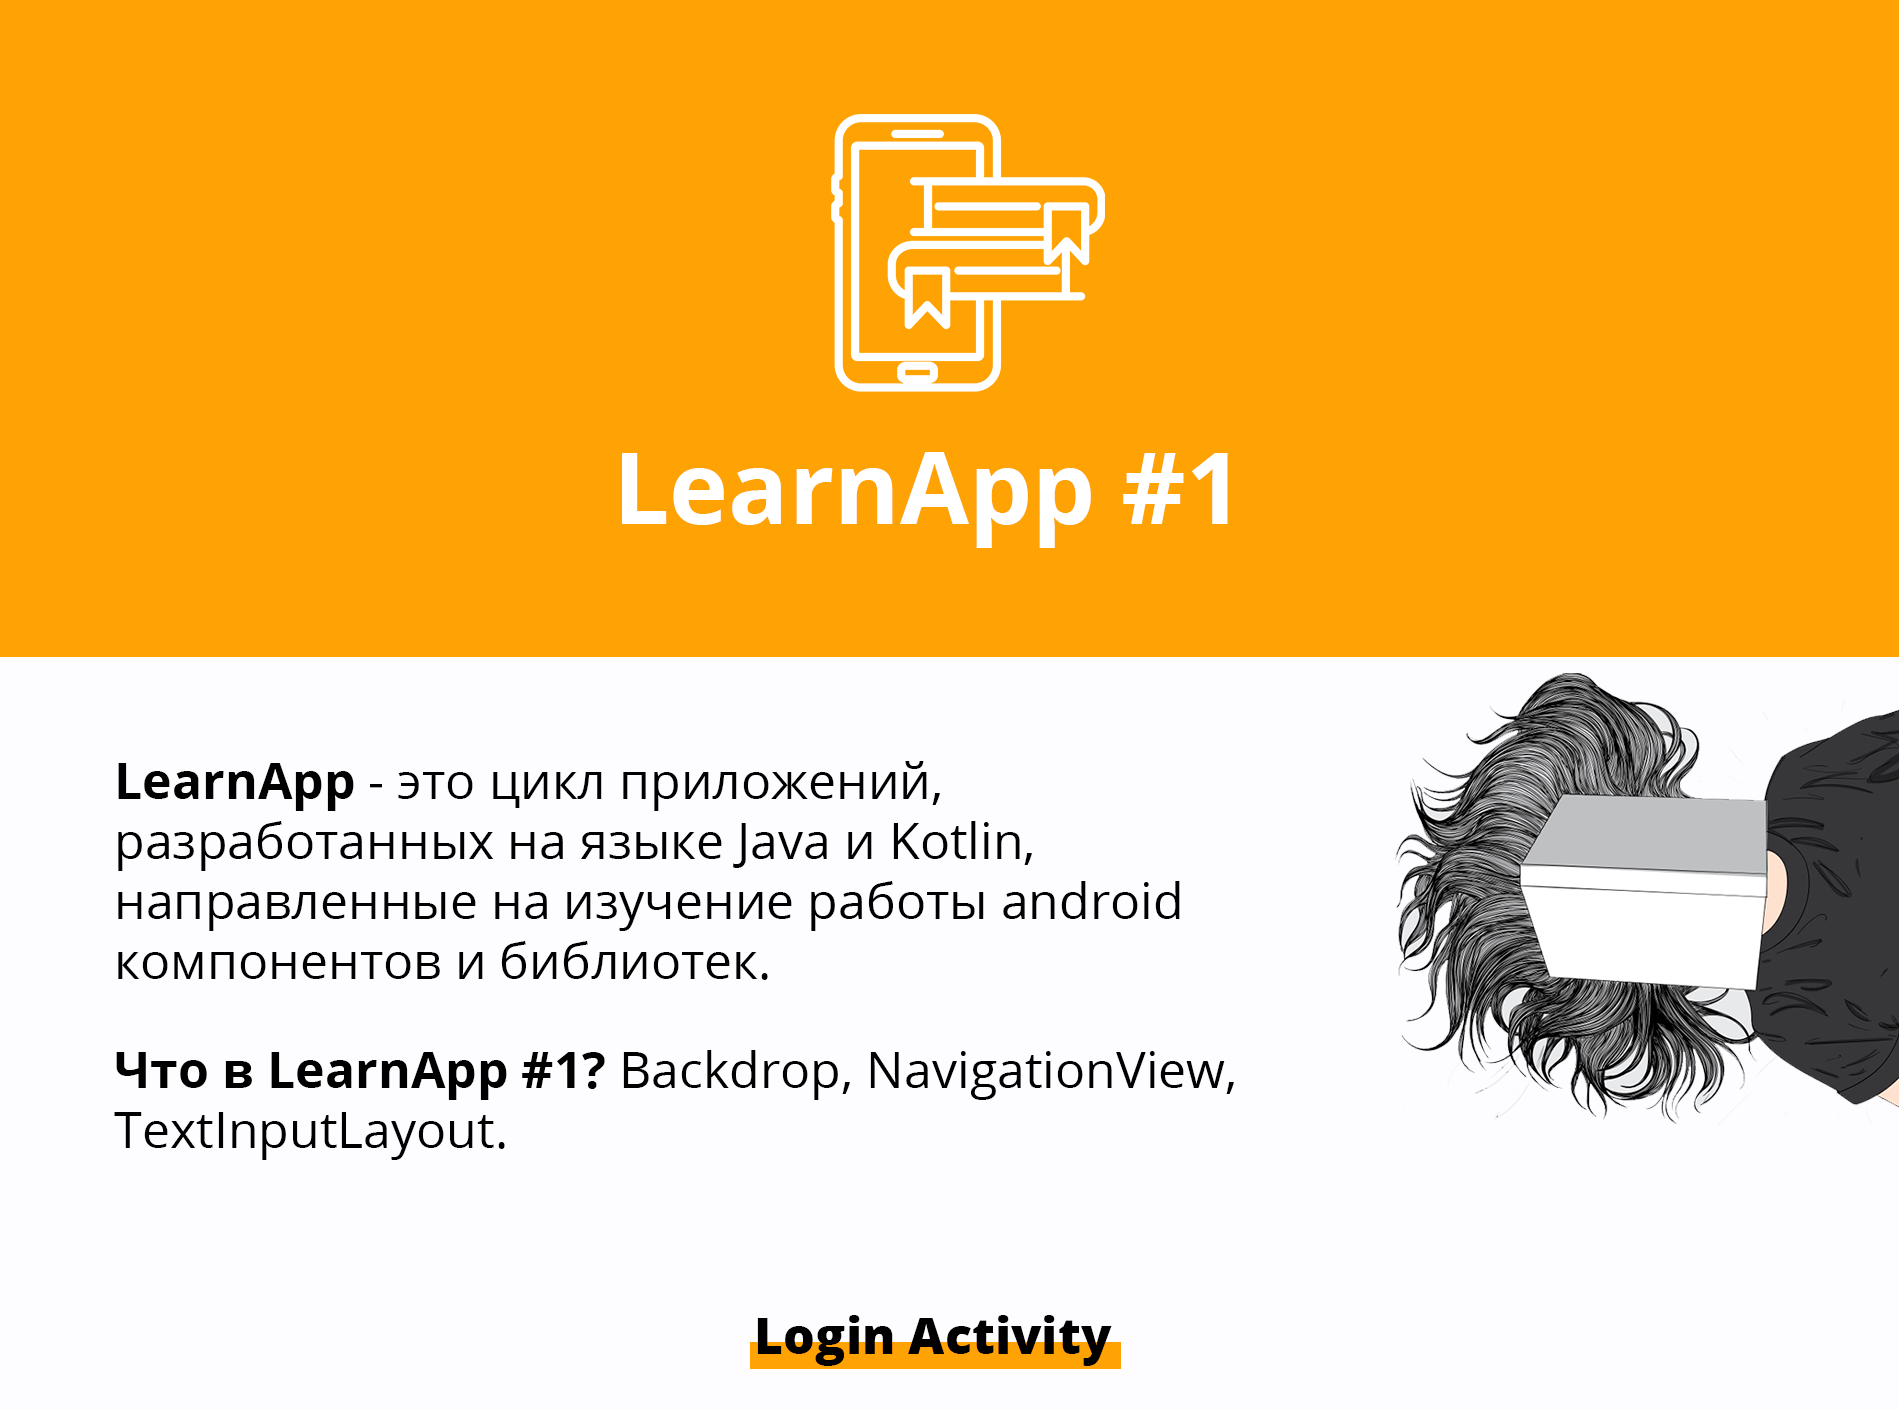 LearnApp #1
LearnApp - это цикл приложений,
разработанных на языке Java и Kotlin,
направленные на изучение работы android
компонентов и библиотек.
Что в LearnApp #1? Backdrop, NavigationView,
TextInputLayout.
Login Activity